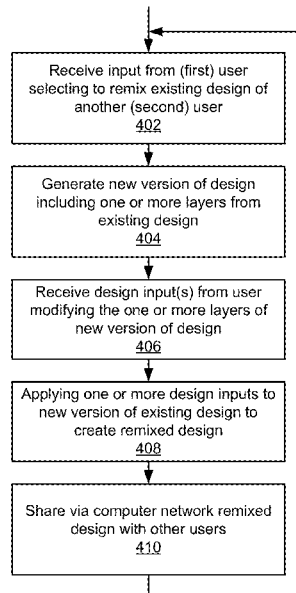 Receive input from (first) user
selecting to remix existing design of
another (second) user
402
Generate new version of design
including one or more layers from
existing design
404
Receive design input(s) from user
modifying the one or more layers of
new version of design
406
Applying one or more design inputs to
new version of existing design to
create remixed design
408
Share via computer network remixed
design with other users
410